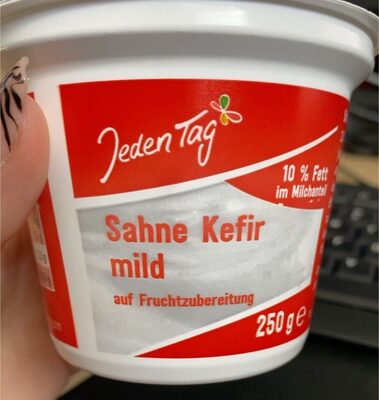 Jeden Tag
10 % Fett
im Milchanteil
Sahne Kefir
mild
auf Fruchtzubereitung
250 g e